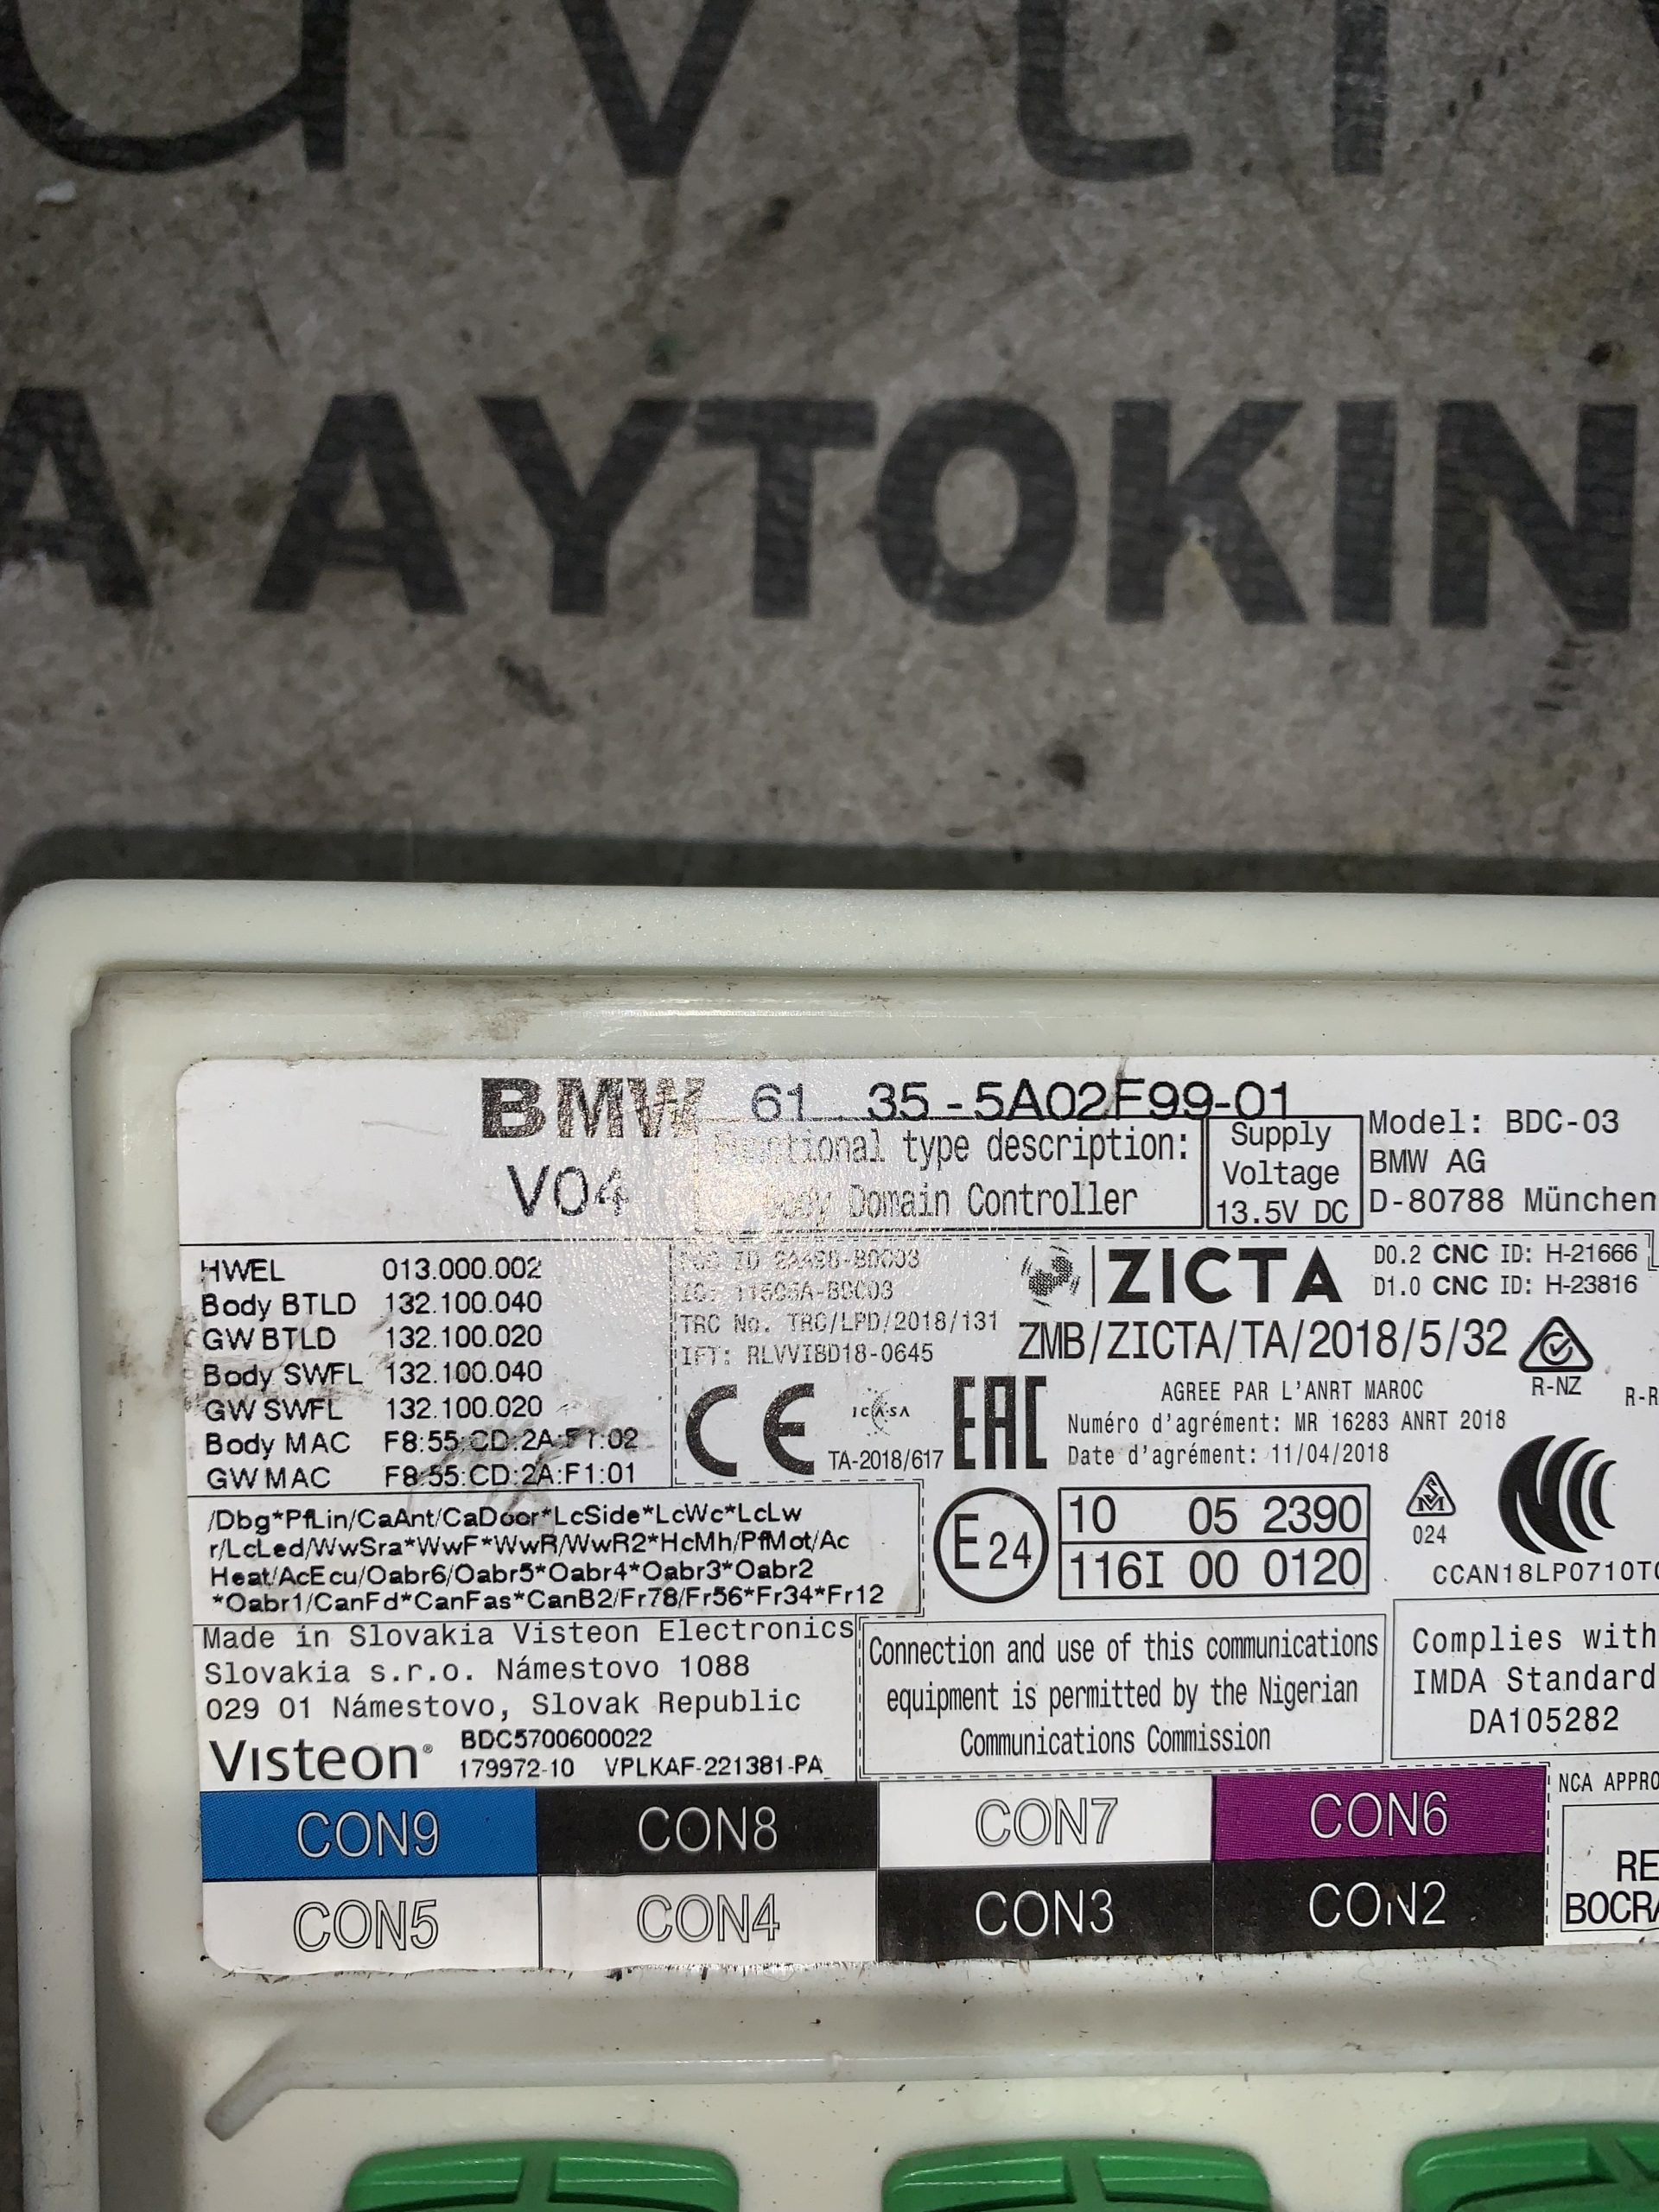 AYTOKIN
BMW 61 35-5A02F99-01
V04
Functional type description:
Body Domain Controller
Supply
Voltage
13.5V DC
Model: BDC-03
BMW AG
D-80788 München
HWEL 013.000.002
Body BTLD 132.100.040
GW BTLD 132.100.020
Body SWFL 132.100.040
GW SWFL 132.100.020
Body MAC F8:55:CD:2A:F1:02
GW MAC F8:55:CD:2A:F1:01
TRC No. TRC/LPD/2018/131
IFT: RLVVIBD18-0645
CE
ICASA
TA-2018/617
EAC
ZICTA
ZMB/ZICTA/TA/2018/5/32
D0.2 CNC ID: H-21666
D1.0 CNC ID: H-23816
R-NZ
AGREE PAR L'ANRT MAROC
Numéro d'agrément: MR 16283 ANRT 2018
Date d'agrément: 11/04/2018
/Dbg*PfLin/CaAnt/CaDoor*LcSide*LcWc*LcLw
r/LcLed/WwSra*WwF*WwR/WwR2*HcMh/PfMot/Ac
Heat/AcEcu/Oabr6/Oabr5*Oabr4*Oabr3*Oabr2
*Oabr1/CanFd*CanFas*CanB2/Fr78/Fr56*Fr34*Fr12
E24
10 05 2390
116I 00 0120
024
CCAN18LP0710T
Made in Slovakia Visteon Electronics
Slovakia s.r.o. Námestovo 1088
029 01 Námestovo, Slovak Republic
Visteon®
BDC5700600022
179972-10 VPLKAF-221381-PA
Connection and use of this communications
equipment is permitted by the Nigerian
Communications Commission
Complies with
IMDA Standard
DA105282
NCA APPRO
RE
BOCRA
CON9 CON8 CON7 CON6
CON5 CON4 CON3 CON2